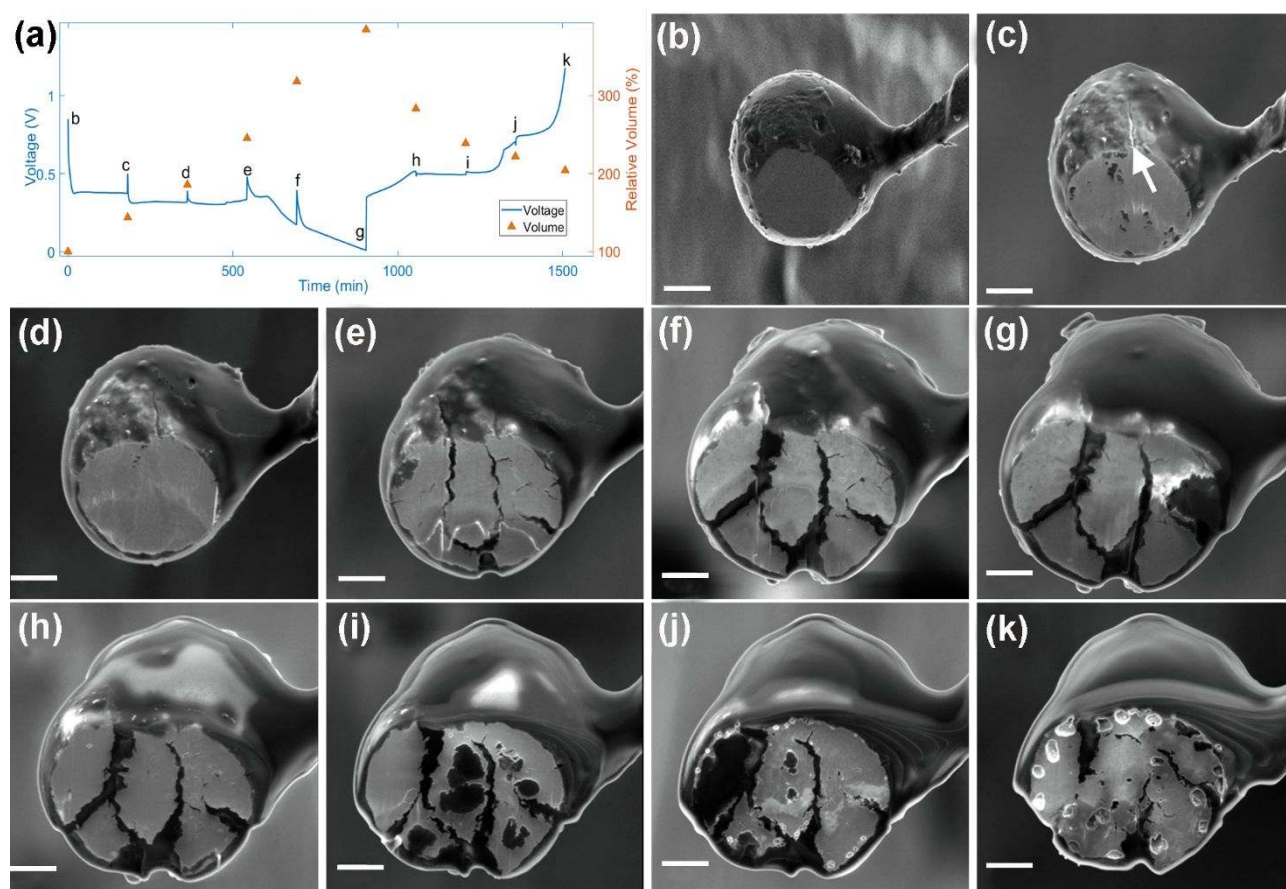 (a)
Voltage (V)
1
0.5
0
b
c
d
e
f
g
h
i
j
k
Voltage
Volume
0
500
1000
1500
Time (min)
300
200
100
Relative Volume (%)
(b)
(c)
(d)
(e)
(f)
(g)
(h)
(i)
(j)
(k)